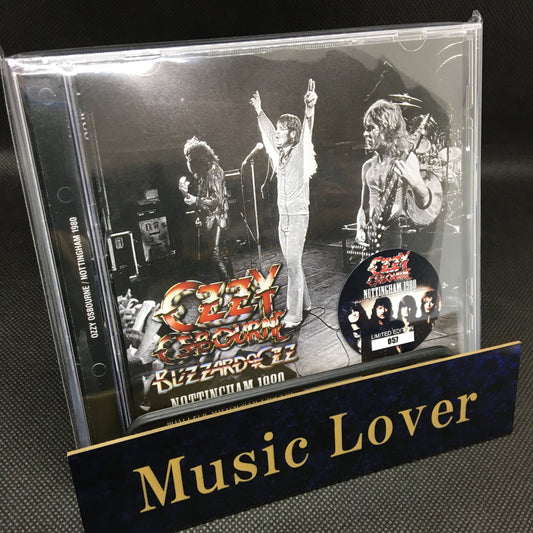 OZZY OSBOURNE / NOTTINGHAM 1980
OZZY
OSBOURNE
BLIZZARD OF OZZ
NOTTINGHAM 1980
OZZY
OSBOURNE
NOTTINGHAM 1980
LIMITED EDITION
057
Music Lover